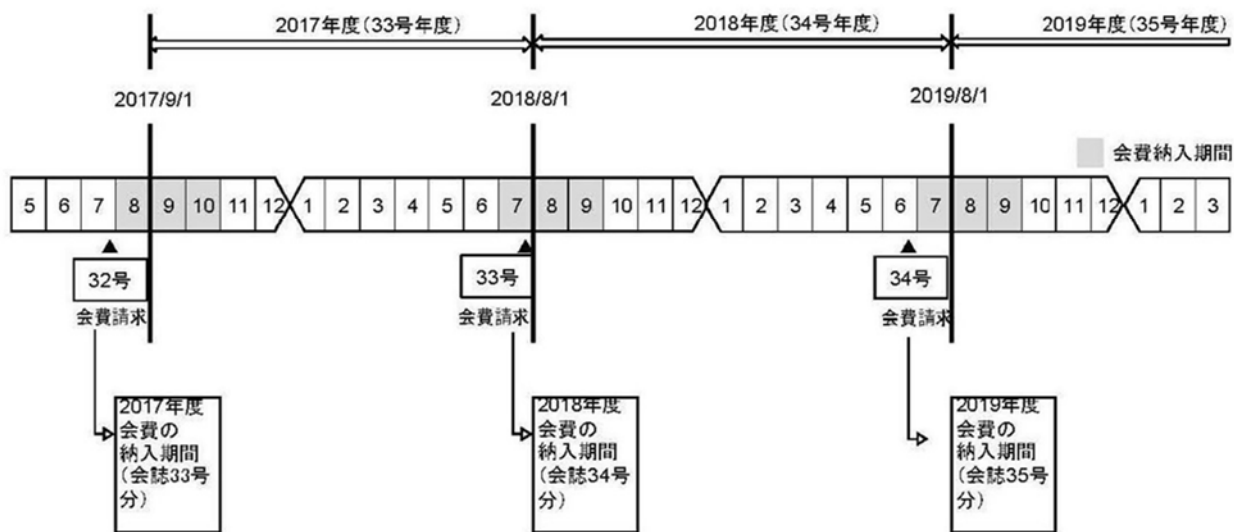 2017年度(33号年度)
2018年度(34号年度)
2019年度(35号年度)
2017/9/1
2018/8/1
2019/8/1
会費納入期間
5 6 7 8 9 10 11 12 1 2 3 4 5 6 7 8 9 10 11 12 1 2 3 4 5 6 7 8 9 10 11 12 1 2 3
32号
33号
34号
会費請求
会費請求
会費請求
2017年度
会費の
納入期間
(会誌33号
分)
2018年度
会費の
納入期間
(会誌34号
分)
2019年度
会費の
納入期間
(会誌35号
分)